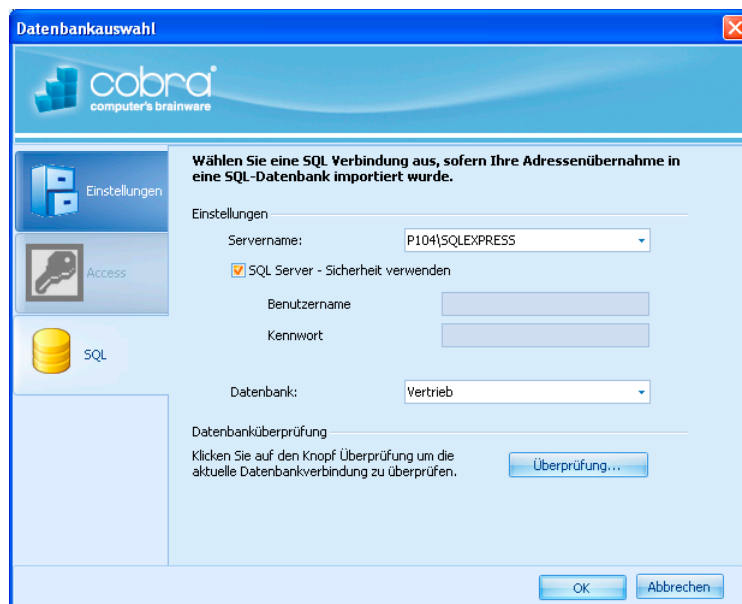 Datenbankauswahl
cobra
computer's brainware
Einstellungen
Access
SQL
Wählen Sie eine SQL Verbindung aus, sofern Ihre Adressenübernahme in
eine SQL-Datenbank importiert wurde.
Einstellungen
Servername: P104\SQLEXPRESS
SQL Server - Sicherheit verwenden
Benutzername
Kennwort
Datenbank: Vertrieb
Datenbanküberprüfung
Klicken Sie auf den Knopf Überprüfung um die
aktuelle Datenbankverbindung zu überprüfen.
Überprüfung...
OK Abbrechen